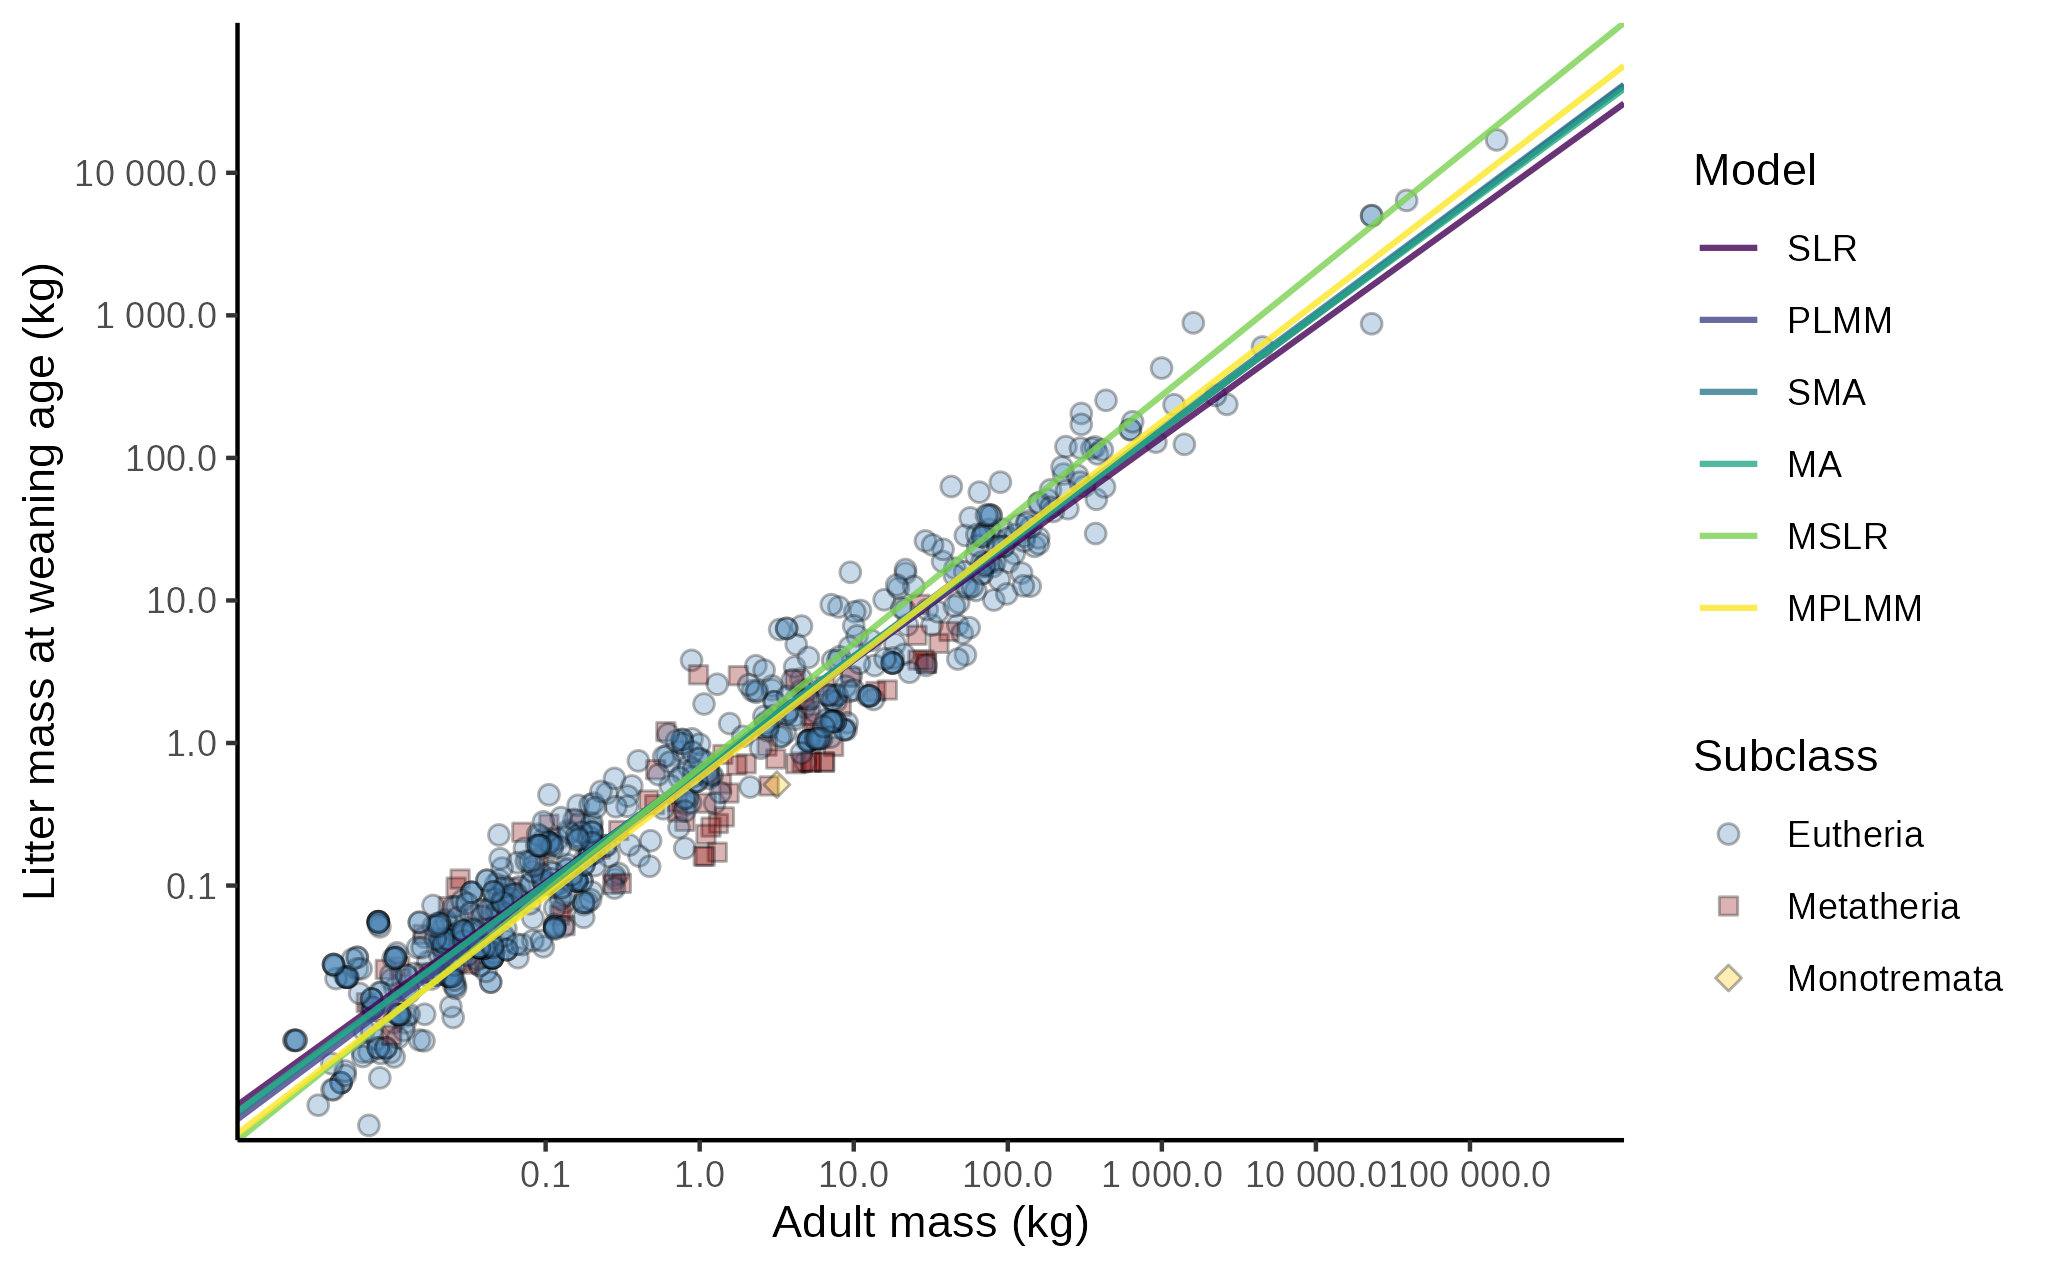 Litter mass at weaning age (kg)
10 000.0
1 000.0
100.0
10.0
1.0
0.1
0.1 1.0 10.0 100.0 1 000.0 10 000.0 100 000.0
Adult mass (kg)
Model
SLR
PLMM
SMA
MA
MSLR
MPLMM
Subclass
Eutheria
Metatheria
Monotremata